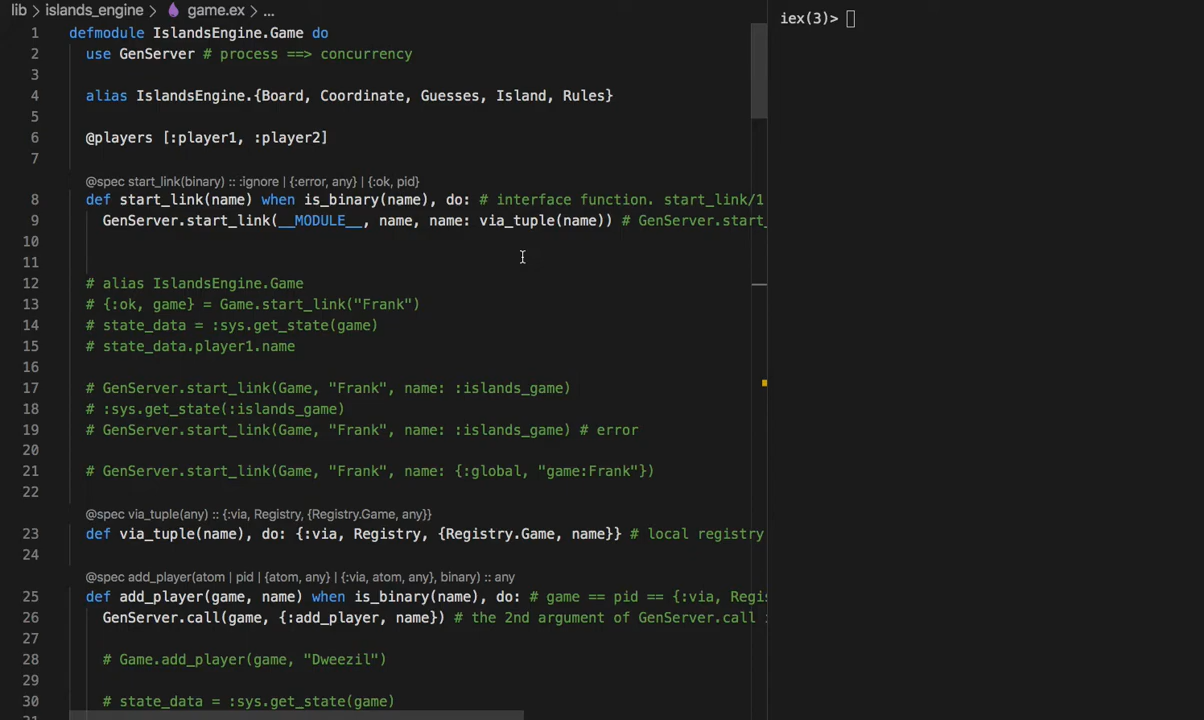 lib > islands_engine > game.ex > ...
iex(3)>
1 defmodule IslandsEngine.Game do
2 use GenServer # process ==> concurrency
3
4 alias IslandsEngine.{Board, Coordinate, Guesses, Island, Rules}
5
6 @players [:player1, :player2]
7
@spec start_link(binary) :: :ignore | {:error, any} | {:ok, pid}
8 def start_link(name) when is_binary(name), do: # interface function. start_link/1
9 GenServer.start_link(__MODULE__, name, name: via_tuple(name)) # GenServer.start_
10
11
12 # alias IslandsEngine.Game
13 # {:ok, game} = Game.start_link("Frank")
14 # state_data = :sys.get_state(game)
15 # state_data.player1.name
16
17 # GenServer.start_link(Game, "Frank", name: :islands_game)
18 # :sys.get_state(:islands_game)
19 # GenServer.start_link(Game, "Frank", name: :islands_game) # error
20
21 # GenServer.start_link(Game, "Frank", name: {:global, "game:Frank"})
22
@spec via_tuple(any) :: {:via, Registry, {Registry.Game, any}}
23 def via_tuple(name), do: {:via, Registry, {Registry.Game, name}} # local registry
24
@spec add_player(atom | pid | {atom, any} | {:via, atom, any}, binary) :: any
25 def add_player(game, name) when is_binary(name), do: # game == pid == {:via, Regis
26 GenServer.call(game, {:add_player, name}) # the 2nd argument of GenServer.call
27
28 # Game.add_player(game, "Dweezil")
29
30 # state_data = :sys.get_state(game)